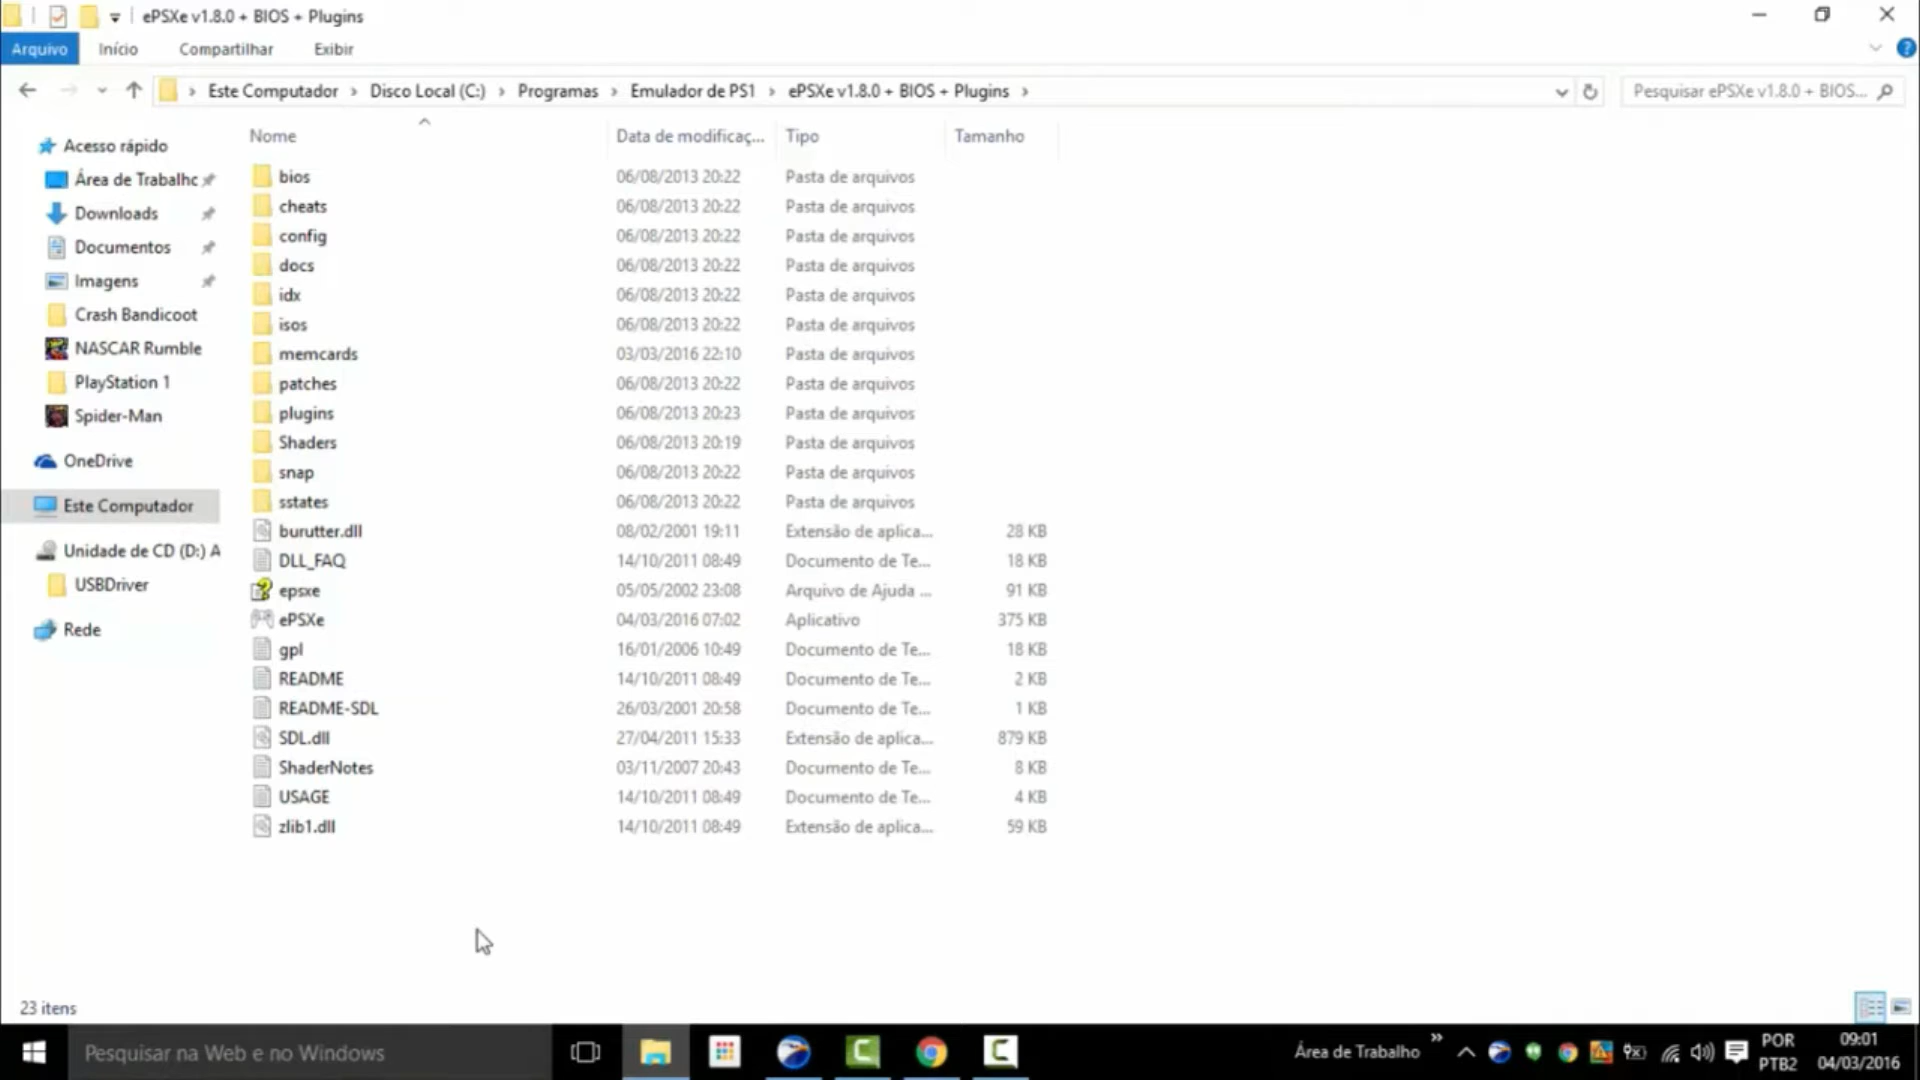 ePSXe v1.8.0 + BIOS + Plugins
Arquivo Início Compartilhar Exibir
Este Computador Disco Local (C:) Programas Emulador de PS1 ePSXe v1.8.0 + BIOS + Plugins Pesquisar ePSXe v1.8.0 + BIOS...
Nome Data de modificaç... Tipo Tamanho
Acesso rápido
Área de Trabalho
Downloads
Documentos
Imagens
Crash Bandicoot
NASCAR Rumble
PlayStation 1
Spider-Man
OneDrive
Este Computador
Unidade de CD (D:) A
USBDriver
Rede
bios 06/08/2013 20:22 Pasta de arquivos
cheats 06/08/2013 20:22 Pasta de arquivos
config 06/08/2013 20:22 Pasta de arquivos
docs 06/08/2013 20:22 Pasta de arquivos
idx 06/08/2013 20:22 Pasta de arquivos
isos 06/08/2013 20:22 Pasta de arquivos
memcards 03/03/2016 22:10 Pasta de arquivos
patches 06/08/2013 20:22 Pasta de arquivos
plugins 06/08/2013 20:23 Pasta de arquivos
Shaders 06/08/2013 20:19 Pasta de arquivos
snap 06/08/2013 20:22 Pasta de arquivos
sstates 06/08/2013 20:22 Pasta de arquivos
burutter.dll 08/02/2001 19:11 Extensão de aplica... 28 KB
DLL_FAQ 14/10/2011 08:49 Documento de Te... 18 KB
epsxe 05/05/2002 23:08 Arquivo de Ajuda ... 91 KB
ePSXe 04/03/2016 07:02 Aplicativo 375 KB
gpl 16/01/2006 10:49 Documento de Te... 18 KB
README 14/10/2011 08:49 Documento de Te... 2 KB
README-SDL 26/03/2001 20:58 Documento de Te... 1 KB
SDL.dll 27/04/2011 15:33 Extensão de aplica... 879 KB
ShaderNotes 03/11/2007 20:43 Documento de Te... 8 KB
USAGE 14/10/2011 08:49 Documento de Te... 4 KB
zlib1.dll 14/10/2011 08:49 Extensão de aplica... 59 KB
23 itens
Pesquisar na Web e no Windows
Área de Trabalho
POR
PTB2
09:01
04/03/2016